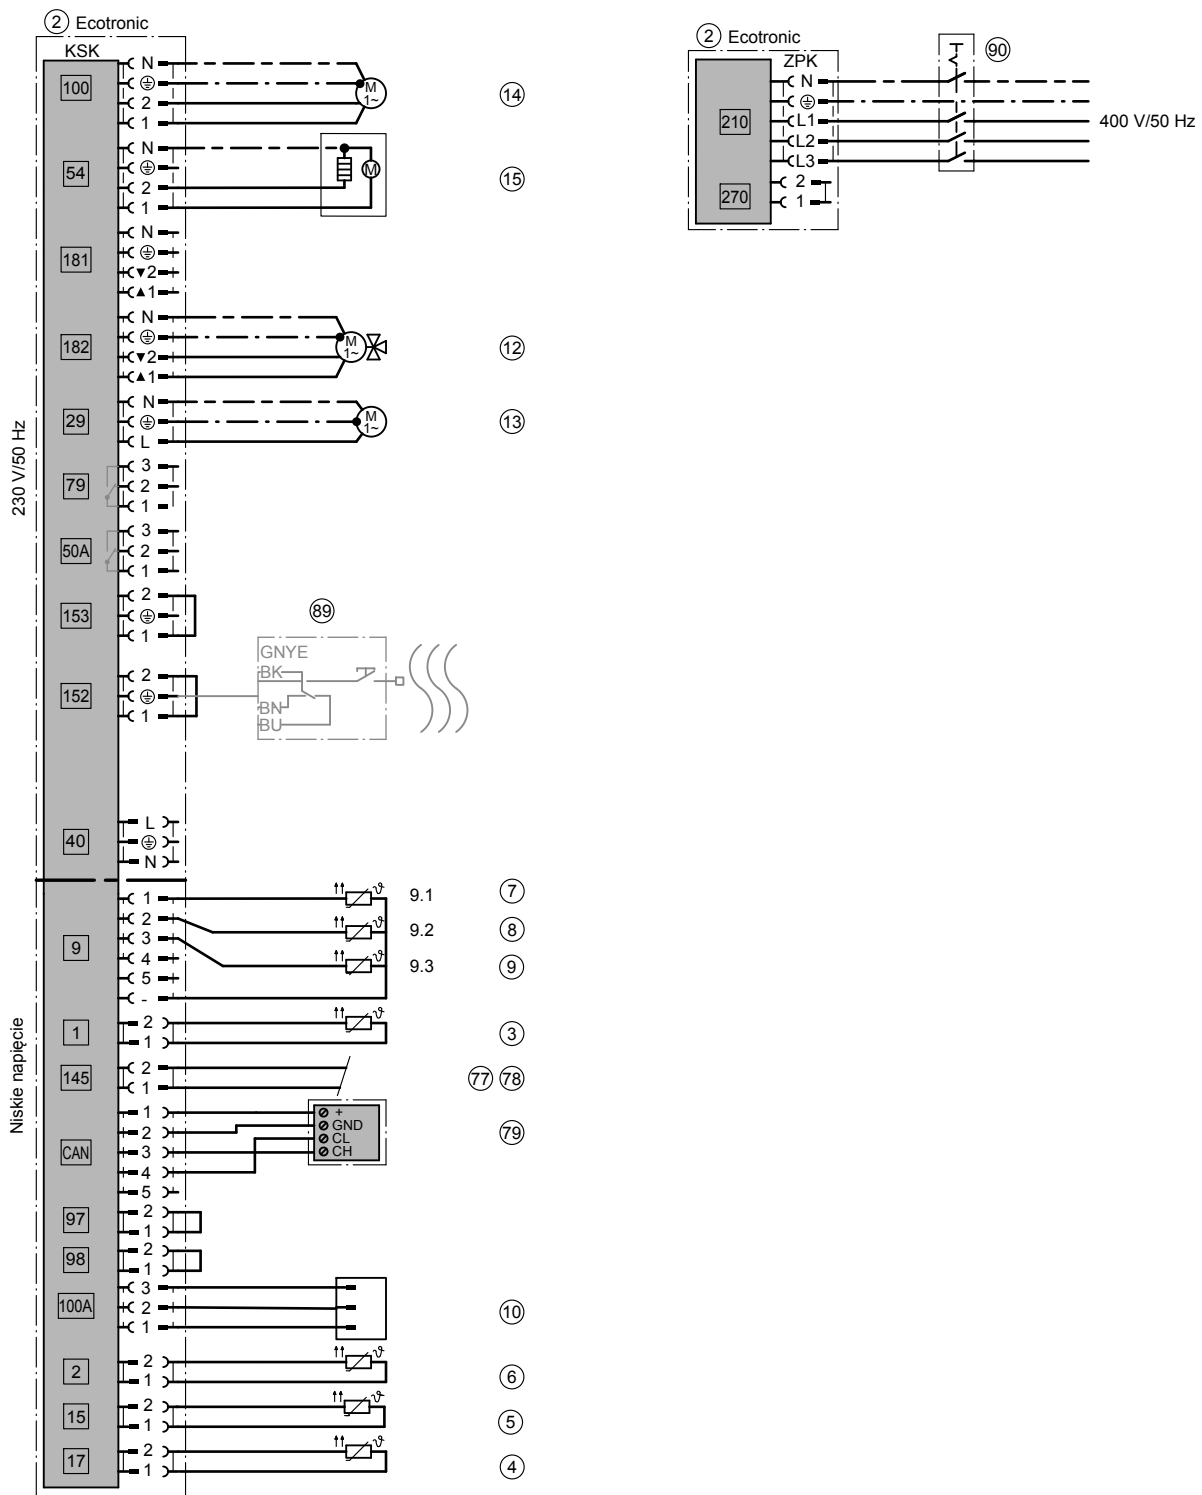 2 Ecotronic
KSK
230 V/50 Hz
100
N
2
1
M
1~
14
54
N
2
1
M
15
181
N
▼2
▲1
182
N
▼2
▲1
M
1~
12
29
N
L
M
1~
13
79
3
2
1
50A
3
2
1
153
2
1
89
152
2
1
GNYE
BK
BN
BU
40
L
N
Niskie napięcie
9
1
2
3
4
5
-
ϑ
9.1
7
ϑ
9.2
8
ϑ
9.3
9
1
2
1
ϑ
3
145
2
1
77 78
CAN
1
2
3
4
5
+
GND
CL
CH
79
97
2
1
98
2
1
100A
3
2
1
10
2
2
1
ϑ
6
15
2
1
ϑ
5
17
2
1
ϑ
4
2 Ecotronic
ZPK
90
210
N
L1
L2
L3
400 V/50 Hz
270
2
1